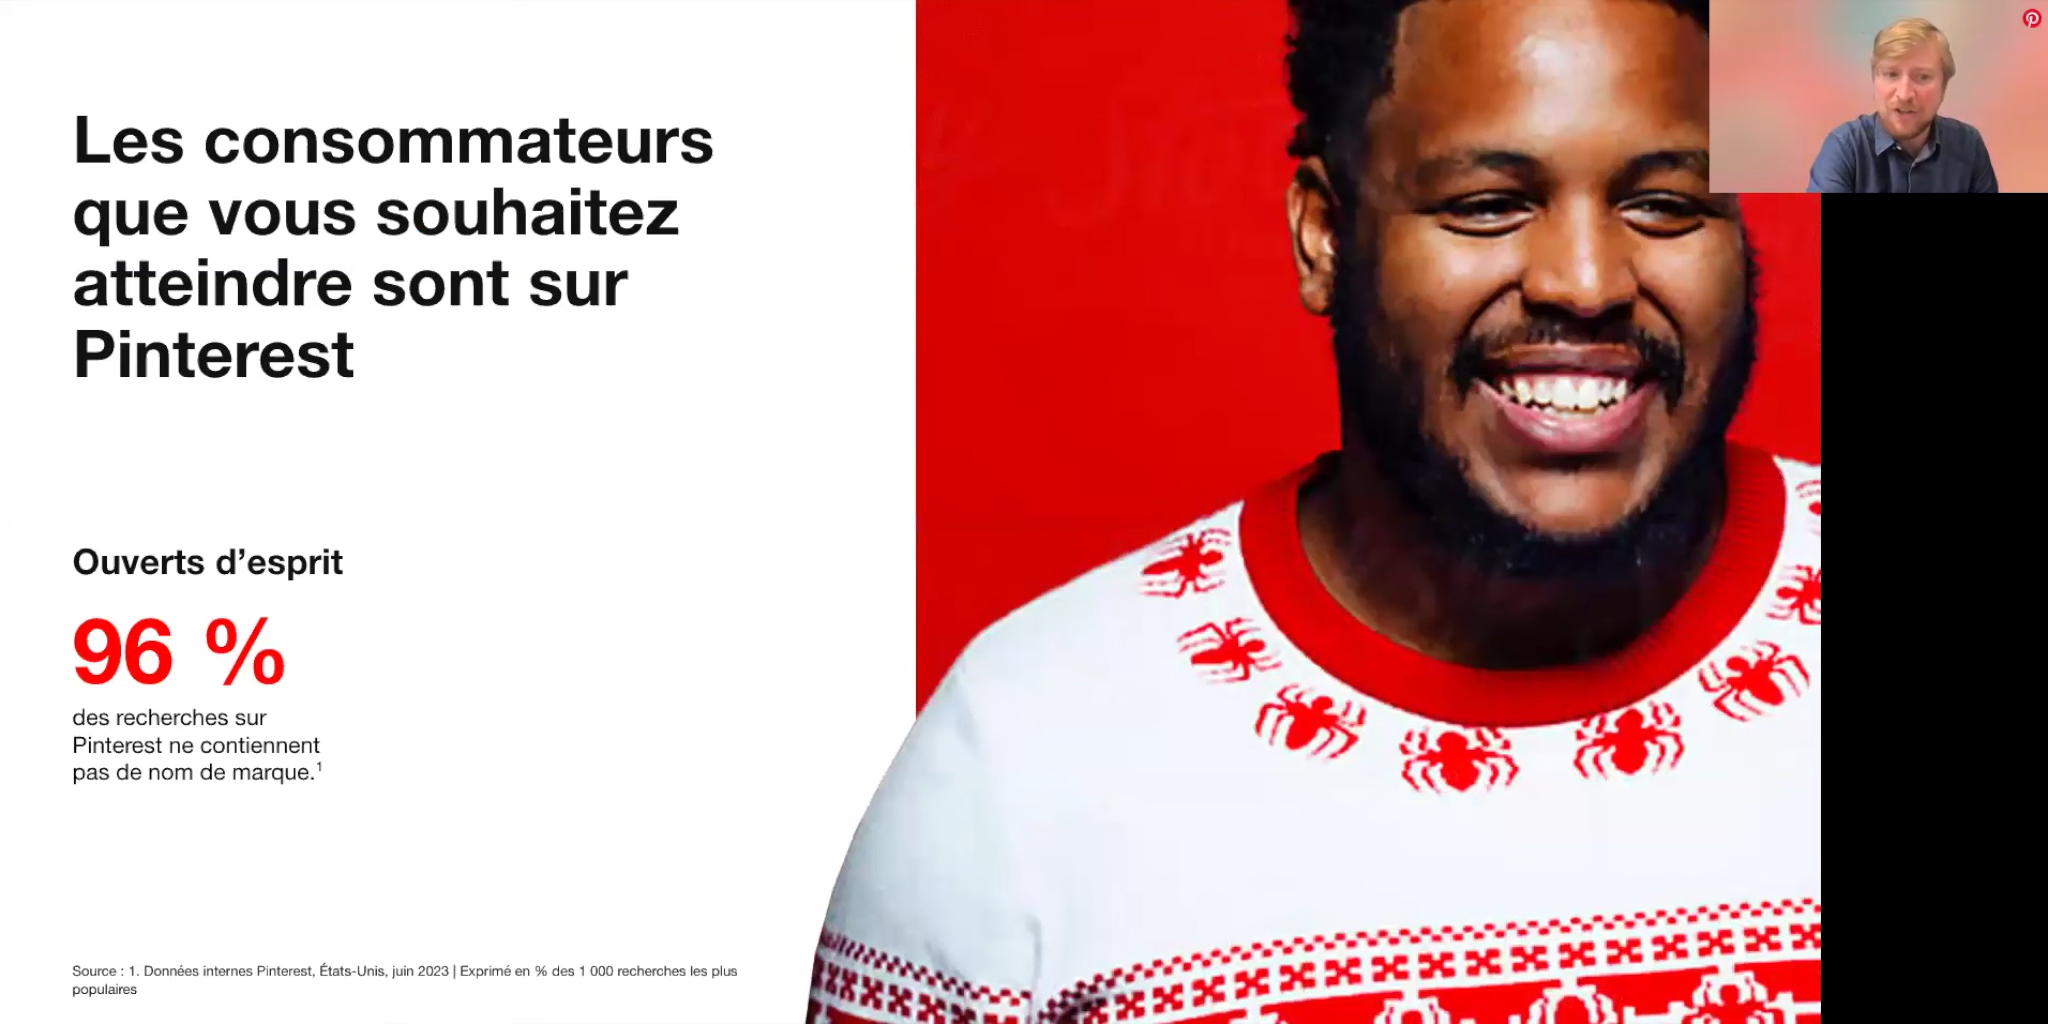 Les consommateurs
que vous souhaitez
atteindre sont sur
Pinterest
Ouverts d’esprit
96 %
des recherches sur
Pinterest ne contiennent
pas de nom de marque.¹
Source : 1. Données internes Pinterest, États-Unis, juin 2023 | Exprimé en % des 1 000 recherches les plus
populaires